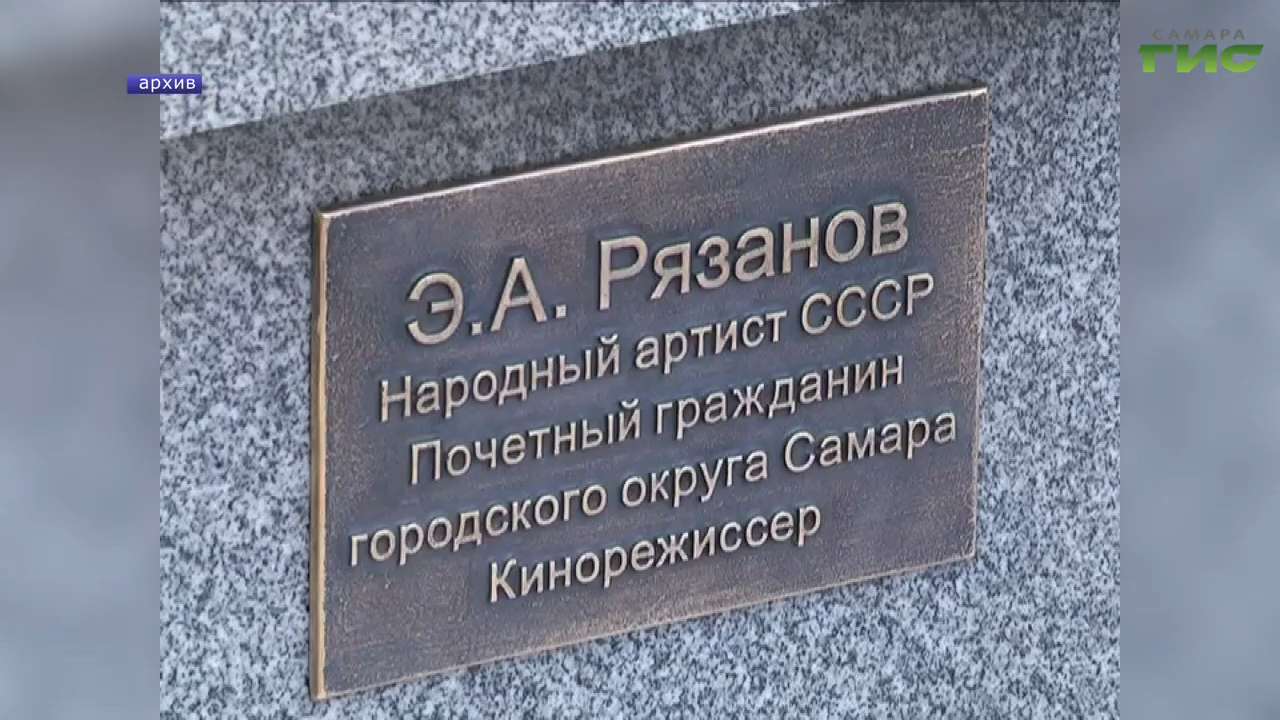 архив
САМАРА
ГИС
Э.А. Рязанов
Народный артист СССР
Почетный гражданин
городского округа Самара
Кинорежиссер